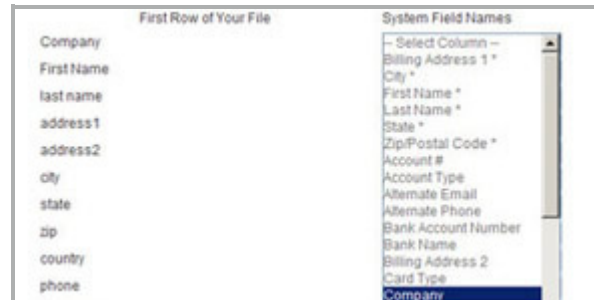 First Row of Your File
System Field Names
Company
First Name
last name
address1
address2
city
state
zip
country
phone
-- Select Column --
Billing Address 1 *
City *
First Name *
Last Name *
State *
Zip/Postal Code *
Account #
Account Type
Alternate Email
Alternate Phone
Bank Account Number
Bank Name
Billing Address 2
Card Type
Company